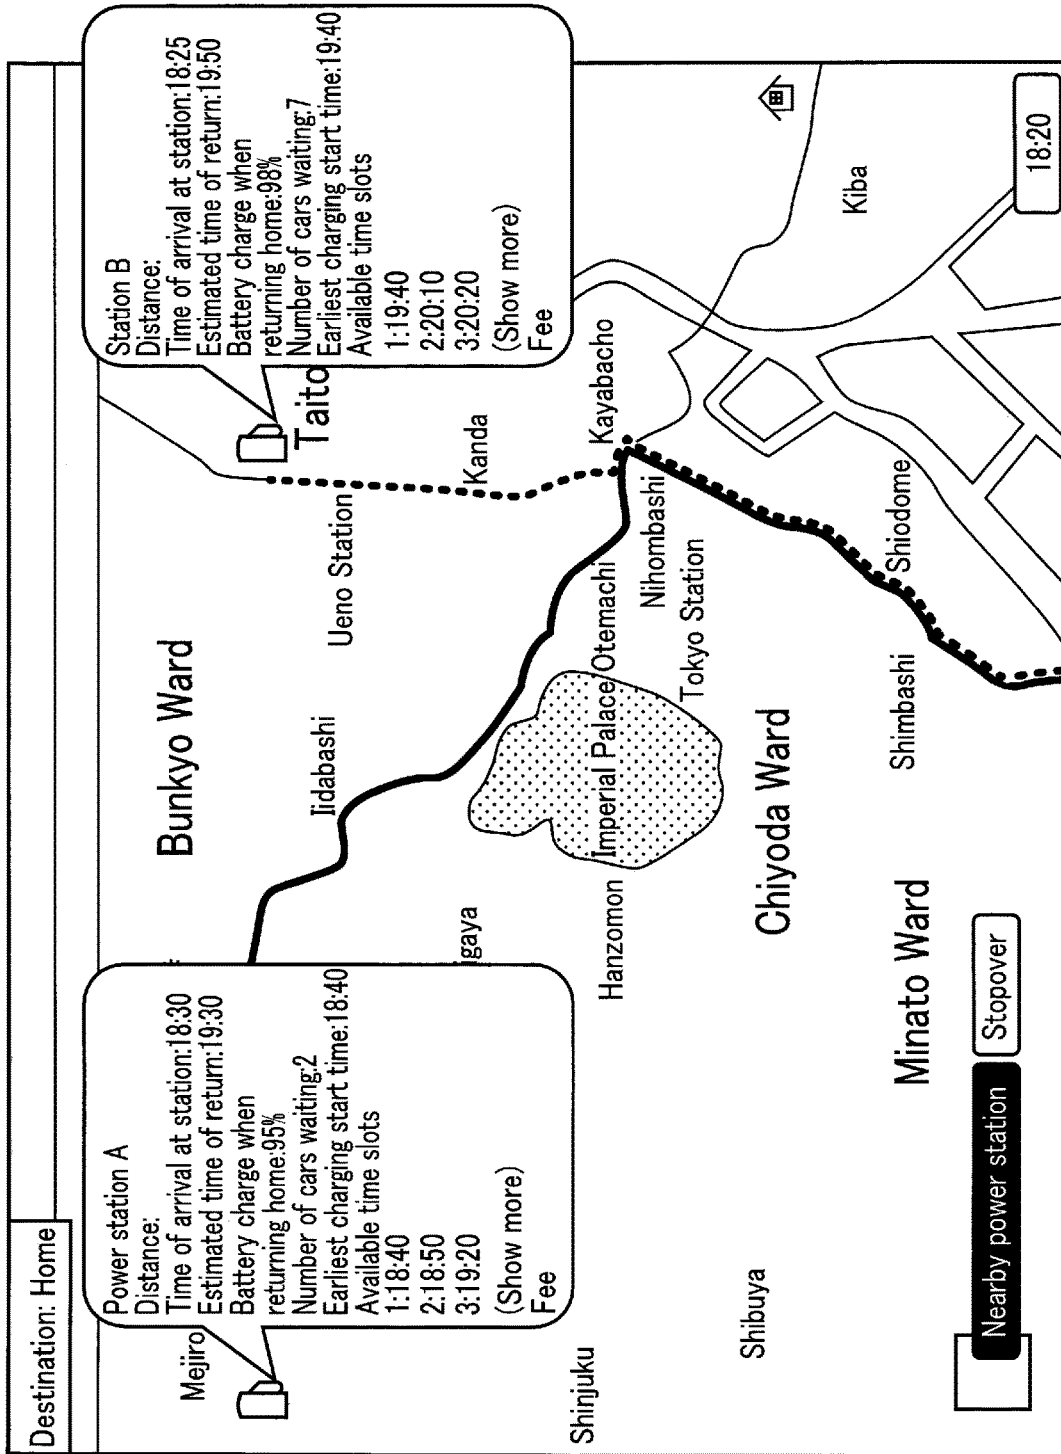 Destination: Home
Power station A
Distance:
Time of arrival at station:18:30
Estimated time of return:19:30
Battery charge when
returning home:95%
Number of cars waiting:2
Earliest charging start time:18:40
Available time slots
1:18:40
2:18:50
3:19:20
(Show more)
Fee
Station B
Distance:
Time of arrival at station:18:25
Estimated time of return:19:50
Battery charge when
returning home:98%
Number of cars waiting:7
Earliest charging start time:19:40
Available time slots
1:19:40
2:20:10
3:20:20
(Show more)
Fee
Mejiro
Bunkyo Ward
Taito
Iidabashi
Ueno Station
igaya
Kanda
Shinjuku
Hanzomon
Imperial Palace
Otemachi
Kayabacho
Nihombashi
Tokyo Station
Shibuya
Chiyoda Ward
Kiba
Minato Ward
Shimbashi
Shiodome
Nearby power station
Stopover
18:20